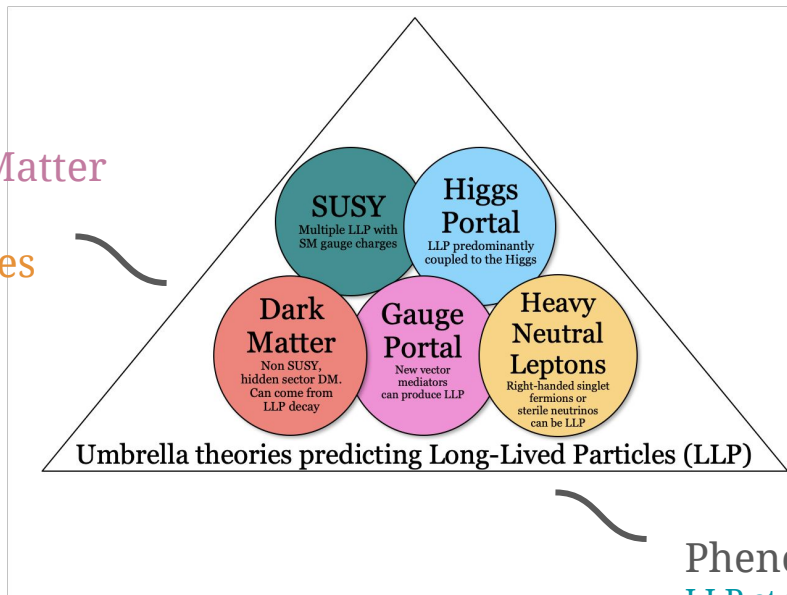 Matter
es
SUSY
Multiple LLP with
SM gauge charges
Higgs
Portal
LLP predominantly
coupled to the Higgs
Dark
Matter
Non SUSY,
hidden sector DM.
Can come from
LLP decay
Gauge
Portal
New vector
mediators
can produce LLP
Heavy
Neutral
Leptons
Right-handed singlet
fermions or
sterile neutrinos
can be LLP
Umbrella theories predicting Long-Lived Particles (LLP)
Phen